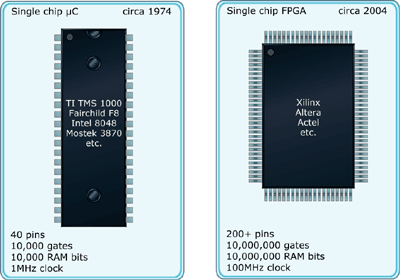 Single chip µC circa 1974
TI TMS 1000
Fairchild F8
Intel 8048
Mostek 3870
etc.
40 pins
10,000 gates
10,000 RAM bits
1MHz clock
Single chip FPGA circa 2004
Xilinx
Altera
Actel
etc.
200+ pins
10,000,000 gates
10,000,000 RAM bits
100MHz clock